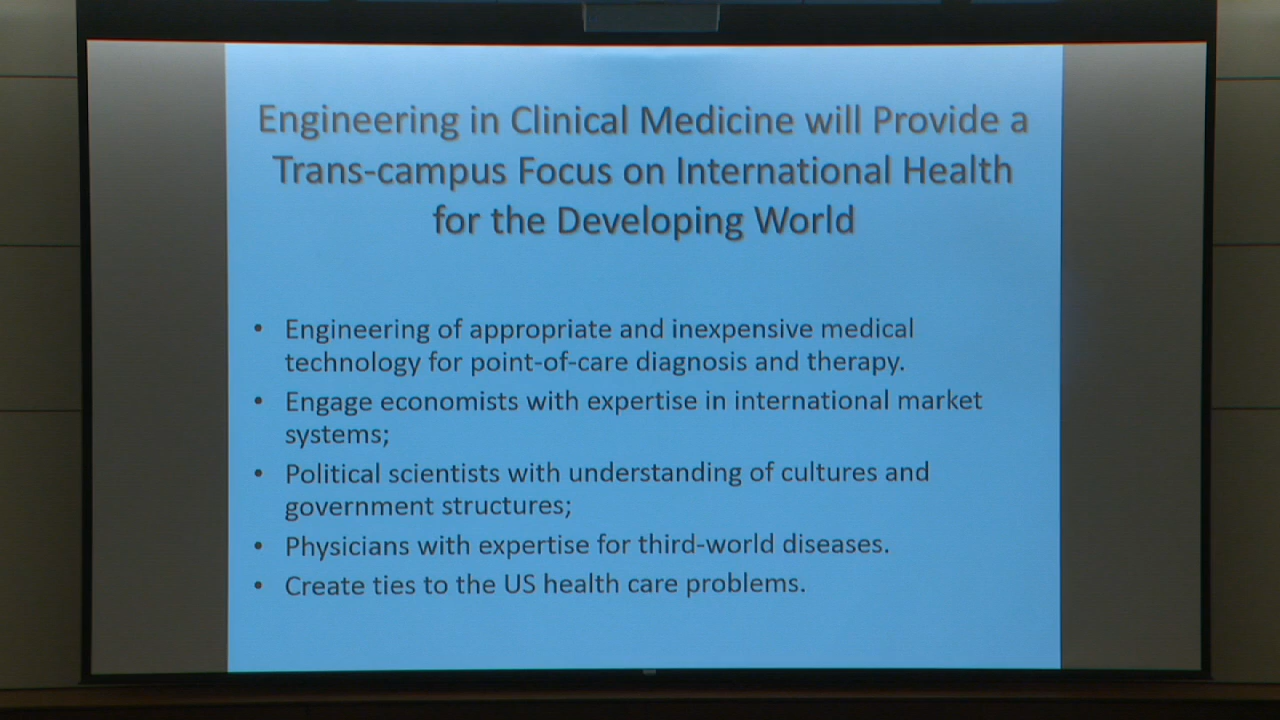 Engineering in Clinical Medicine will Provide a
Trans-campus Focus on International Health
for the Developing World
• Engineering of appropriate and inexpensive medical
technology for point-of-care diagnosis and therapy.
• Engage economists with expertise in international market
systems;
• Political scientists with understanding of cultures and
government structures;
• Physicians with expertise for third-world diseases.
• Create ties to the US health care problems.